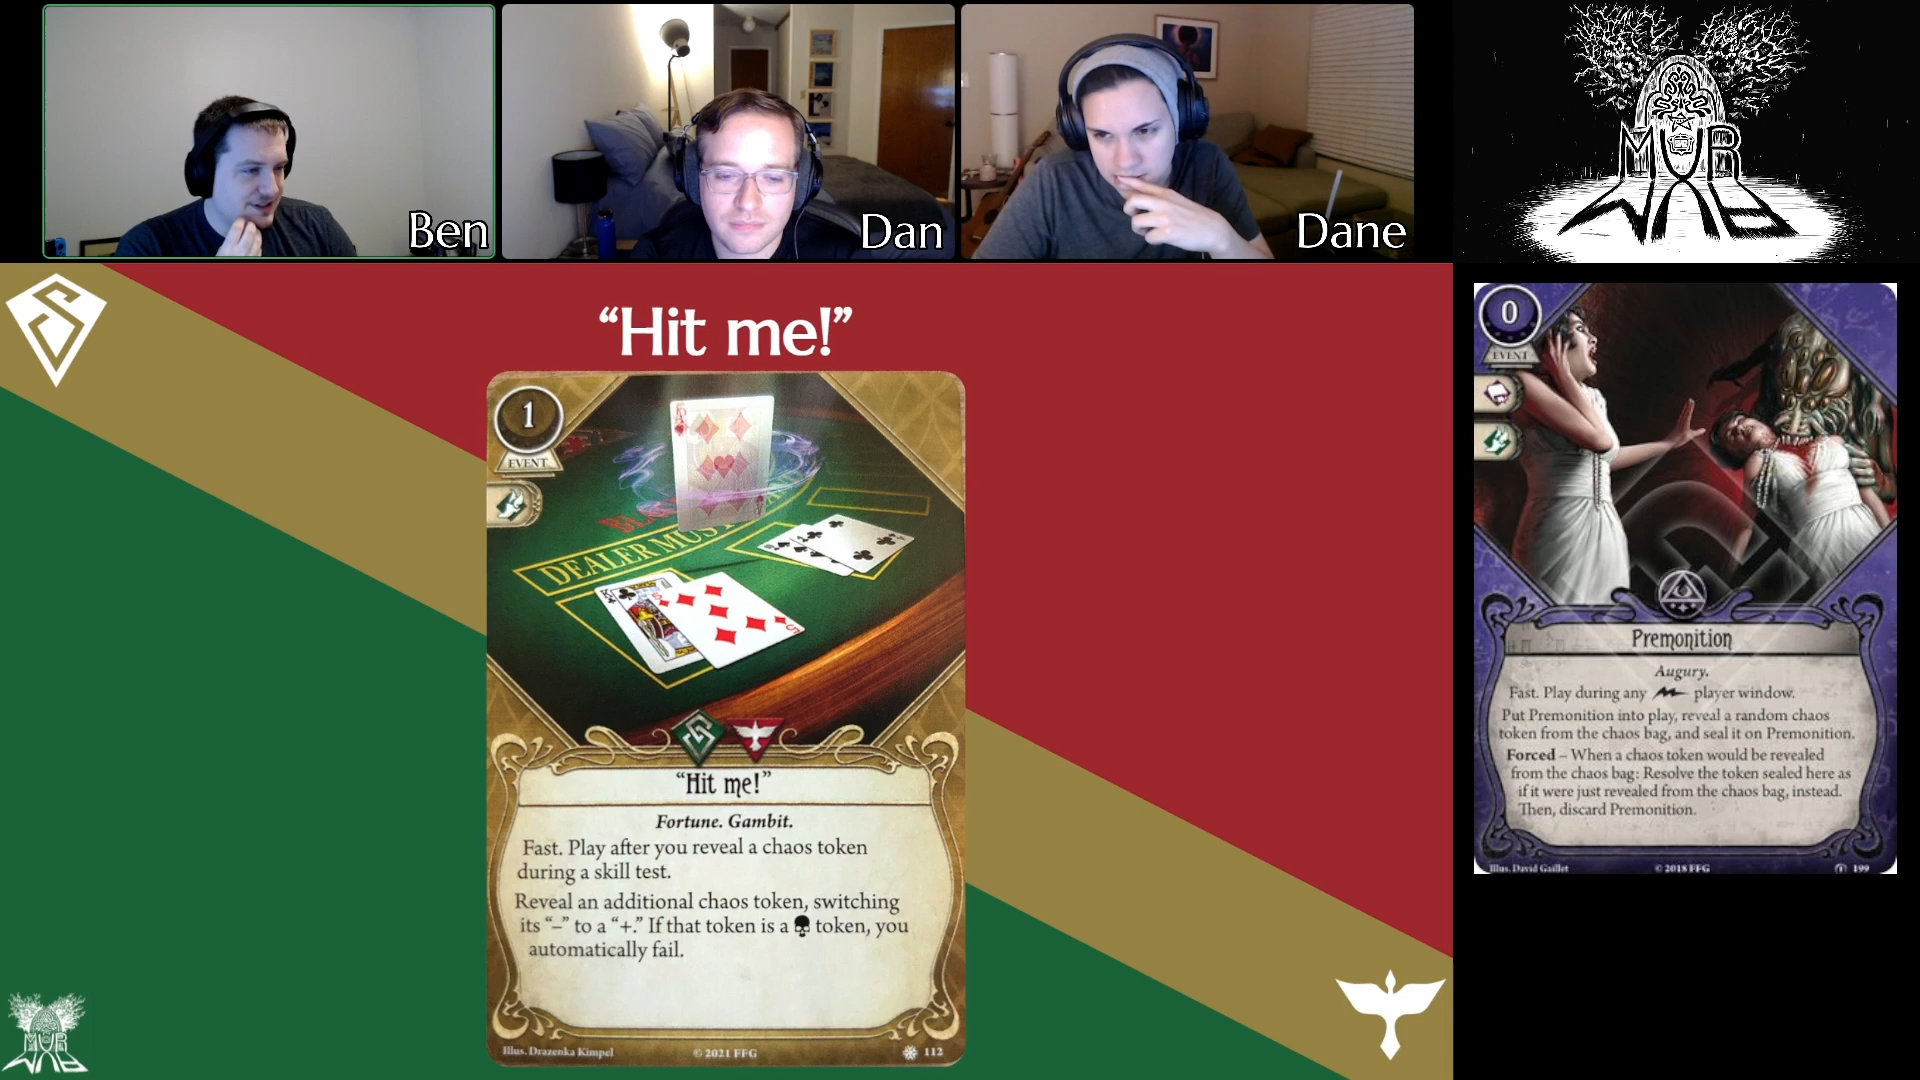 Ben
Dan
Dane
MUR
“Hit me!”
1
EVENT
DEALER MUS
K
5
“Hit me!”
Fortune. Gambit.
Fast. Play after you reveal a chaos token
during a skill test.
Reveal an additional chaos token, switching
its “–” to a “+.” If that token is a token, you
automatically fail.
Illus. Drazenka Kimpel
© 2021 FFG
112
0
EVENT
Premonition
Augury.
Fast. Play during any player window.
Put Premonition into play, reveal a random chaos
token from the chaos bag, and seal it on Premonition.
Forced – When a chaos token would be revealed
from the chaos bag: Resolve the token sealed here as
if it were just revealed from the chaos bag, instead.
Then, discard Premonition.
Illus. David Gaillet
© 2018 FFG
199
MUR